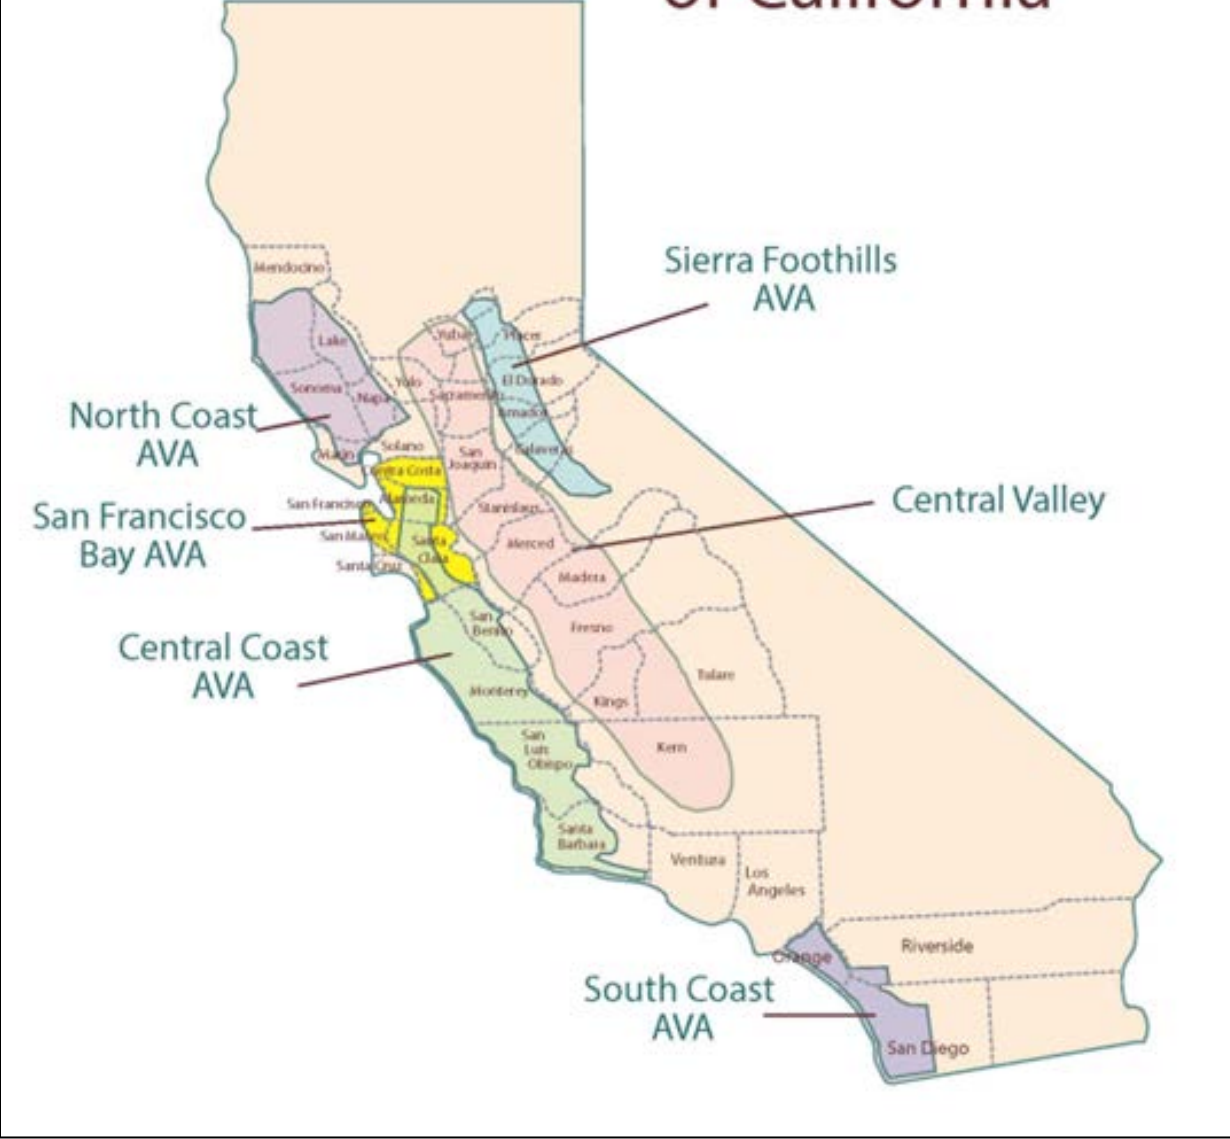 of California
Mendocino
Sierra Foothills
AVA
Yuba
Placer
Lake
El Dorado
Sonoma
Napa
Yolo
Sacramento
Amador
North Coast
AVA
Marin
Solano
San
Joaquin
Calaveras
Contra Costa
San Francisco
Alameda
Stanislaus
Central Valley
San Francisco
Bay AVA
San Mateo
Santa
Clara
Merced
Santa Cruz
Madera
San
Benito
Fresno
Central Coast
AVA
Monterey
Kings
Tulare
San
Luis
Obispo
Kern
Santa
Barbara
Ventura
Los
Angeles
Orange
Riverside
South Coast
AVA
San Diego